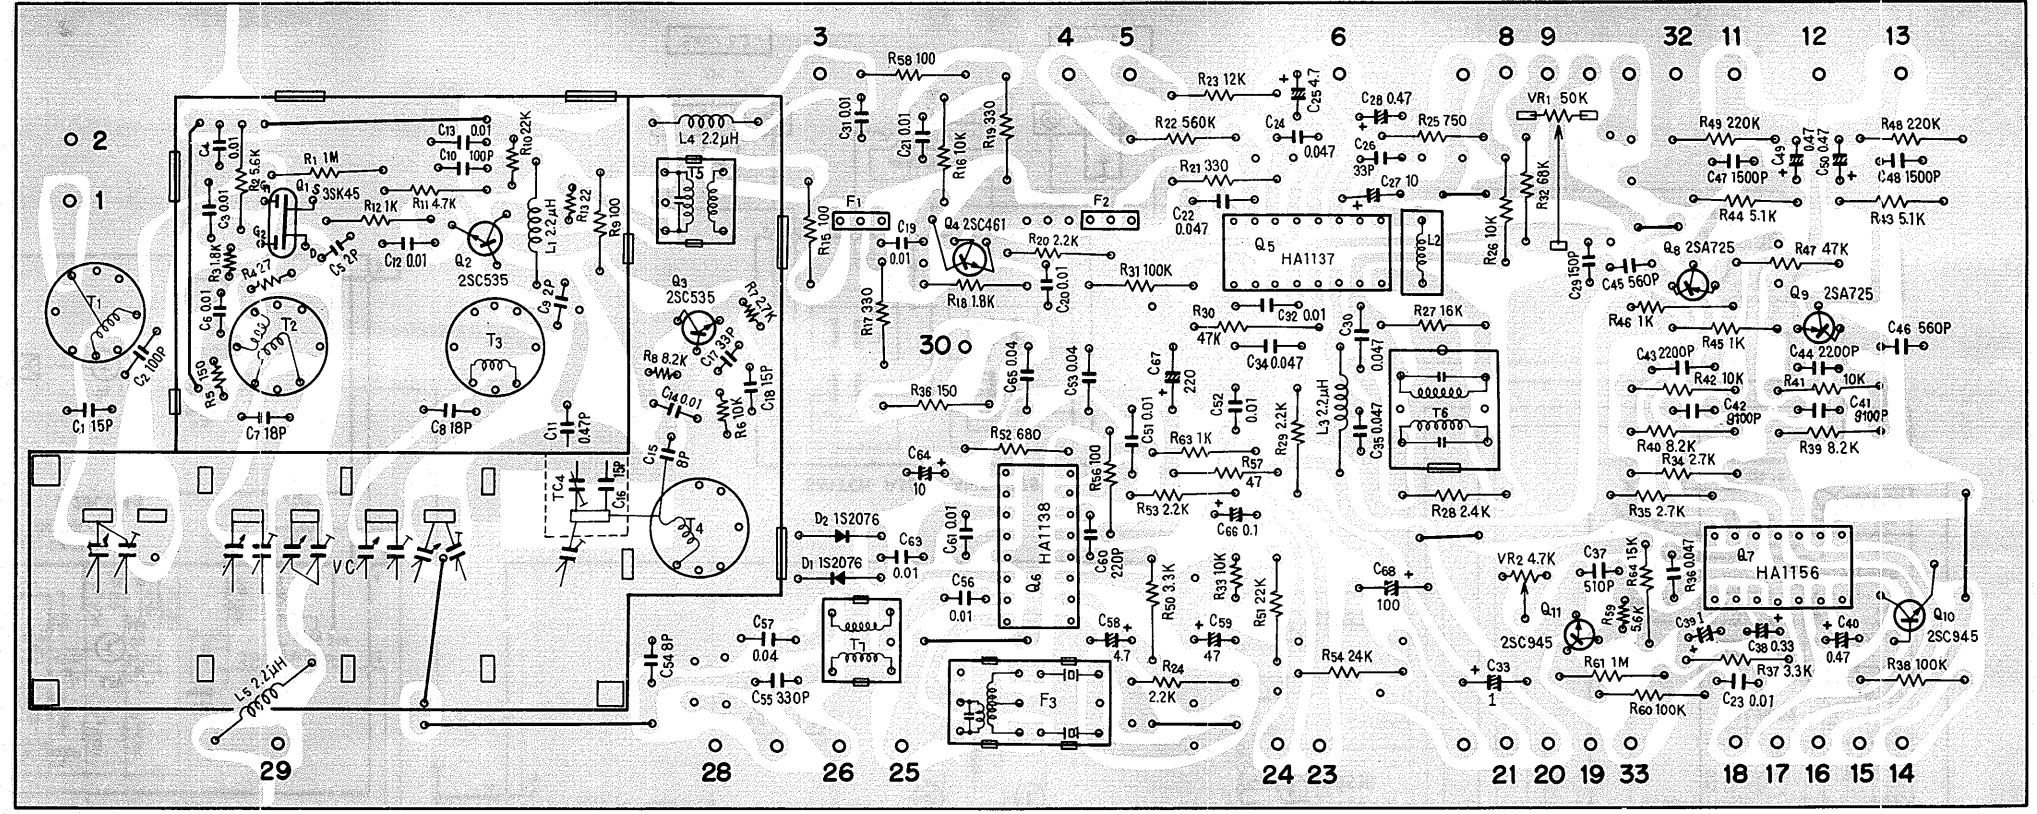 3
4
5
6
8
9
32
11
12
13
R58 100
R23 12K
C25 4.7
C28 0.47
VR1 50K
C31 0.01
C21 0.01
R16 10K
R19 330
R22 560K
C24
0.047
R25 750
R49 220K
C49 0.47
C50 0.47
R48 220K
2
C4
0.01
R2 5.6K
C13 0.01
C10 100P
R10 22K
L4 2.2µH
T5
C26
33P
R32 68K
C47 1500P
C48 1500P
1
R1 1M
G1
Q1 S
3SK45
R11 4.7K
R21 330
C27 10
C3 0.01
R12 1K
L1 2.2µH
R13 22
R9 100
R15 100
F1
F2
C22
0.047
R44 5.1K
R43 5.1K
G2
D
C5 2P
C12 0.01
Q2
2SC535
C19
0.01
Q4 2SC461
R20 2.2K
Q5
HA1137
L2
R26 10K
C29 150P
C45 560P
Q8 2SA725
R47 47K
R3 1.8K
R4 27
T1
C6 0.01
T2
T3
C9 2P
Q3
2SC535
R7 2.7K
R17 330
R18 1.8K
C20 0.01
R31 100K
C32 0.01
R30
47K
C30
0.047
R27 16K
R46 1K
Q9 2SA725
R45 1K
C46 560P
C2 100P
R5 150
C17 33P
R8 8.2K
C18 15P
30
C65 0.04
C53 0.04
C67
220
C34 0.047
L3 2.2µH
T6
C43 2200P
C44 2200P
R42 10K
R41 10K
C1 15P
C7 18P
C8 18P
C11
0.47P
C14 0.01
R6 10K
R36 150
C51 0.01
C52
0.01
R29 2.2K
C35 0.047
C42
9100P
C41
9100P
C15
8P
R52 680
R63 1K
R40 8.2K
R39 8.2K
TC4
15P
C16
C64
10
R56 100
R57
47
R34 2.7K
T4
D2 1S2076
C61 0.01
HA1138
Q6
R53 2.2K
C66 0.1
R28 2.4K
R35 2.7K
VC
C63
0.01
D1 1S2076
C60
220P
R50 3.3K
R33 10K
R51 22K
C68
100
VR2 4.7K
C37
510P
R64 15K
R36 0.047
Q7
HA1156
C56
0.01
C57
0.04
T7
C58
4.7
C59
47
Q11
2SC945
R59
5.6K
C39 1
C38 0.33
C40
0.47
Q10
2SC945
L5 2.2µH
C54 8P
C55 330P
F3
R24
2.2K
R54 24K
C33
1
R61 1M
R60 100K
R37 3.3K
C23 0.01
R38 100K
29
28
26
25
24
23
21
20
19
33
18
17
16
15
14